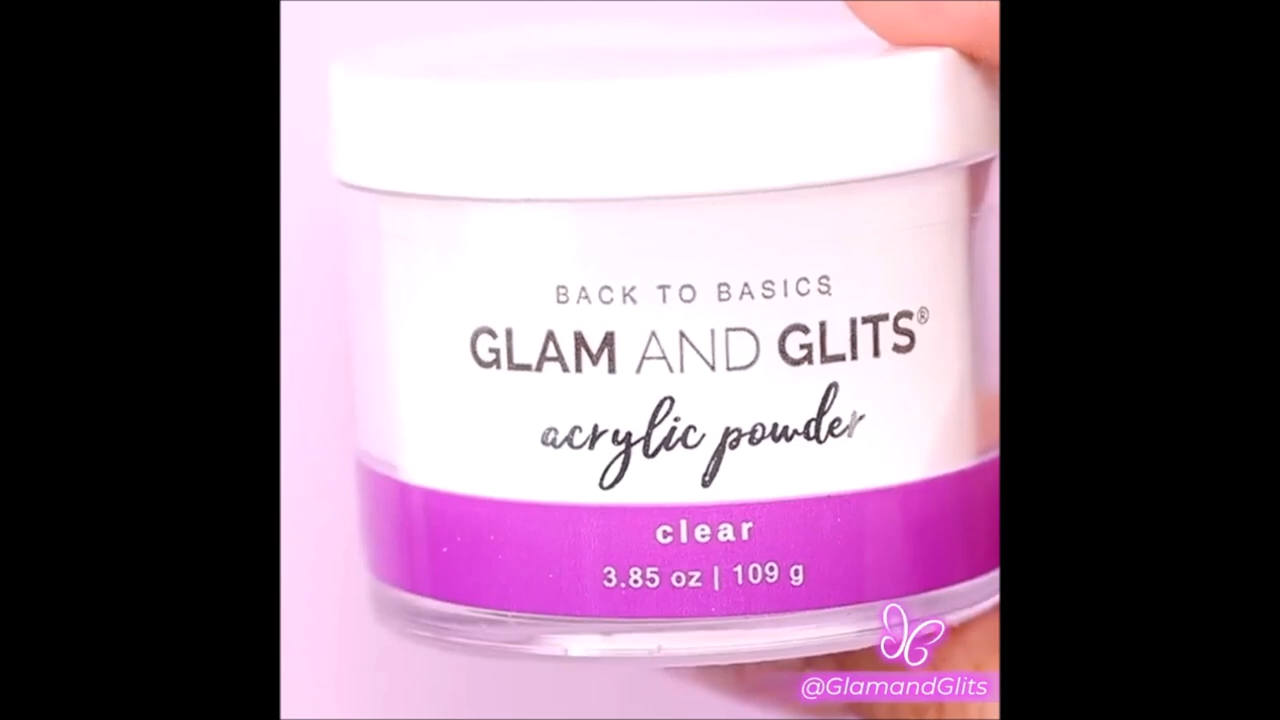 BACK TO BASICS
GLAM AND GLITS®
acrylic powder
clear
3.85 oz | 109 g
@GlamandGlits